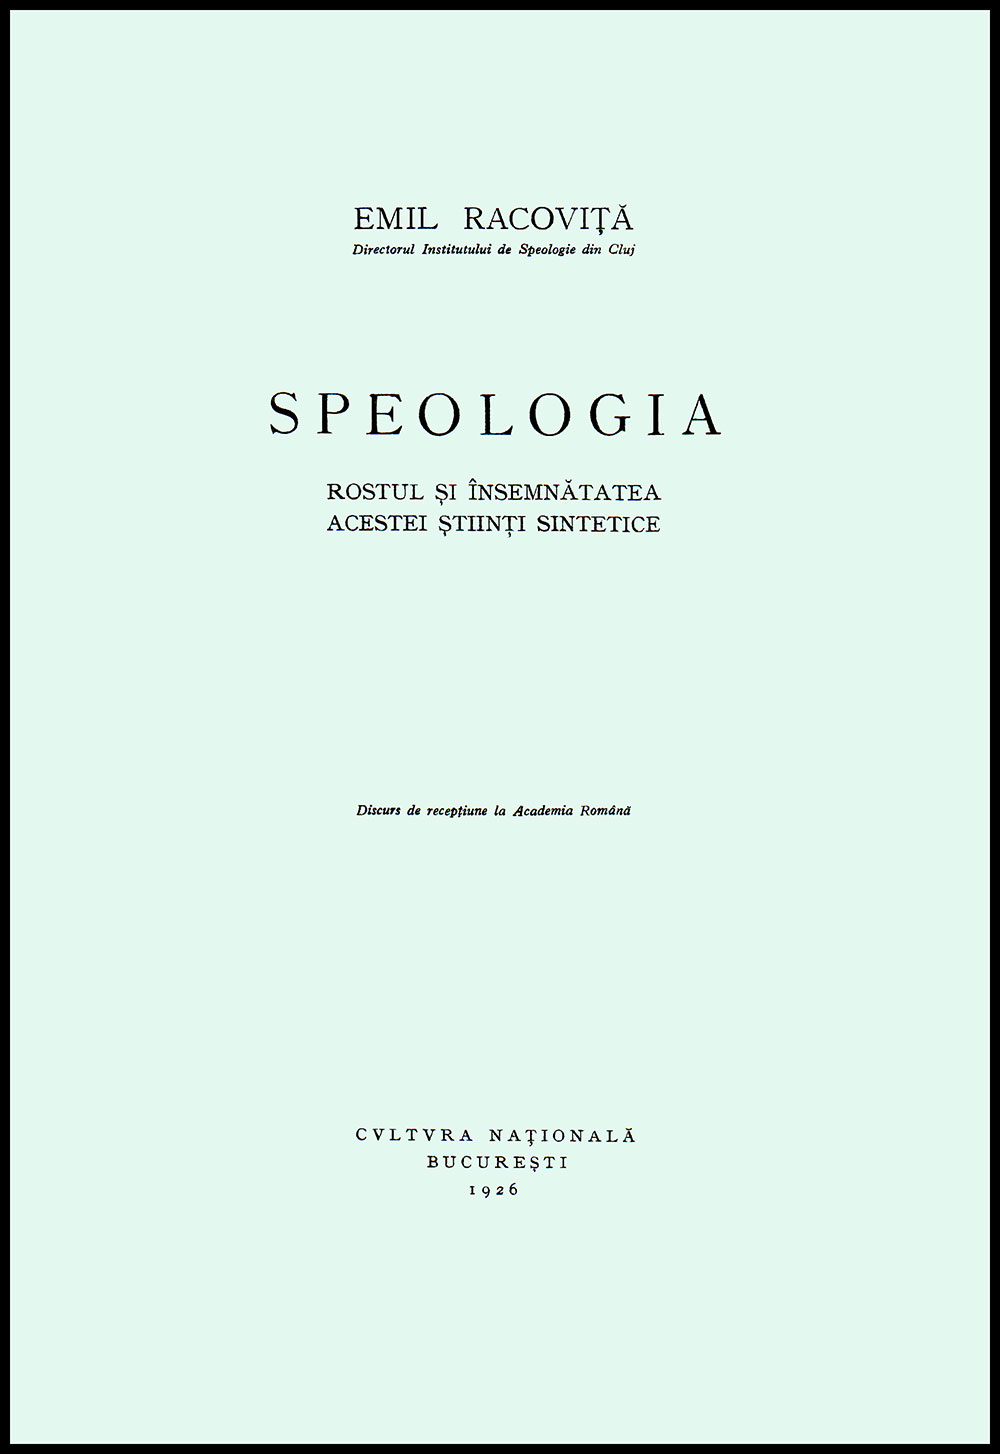 EMIL RACOVIȚĂ
Directorul Institutului de Speologie din Cluj
SPEOLOGIA
ROSTUL ȘI ÎNSEMNĂTATEA
ACESTEI ȘTIINȚI SINTETICE
Discurs de recepțiune la Academia Română
CVLTVRA NAȚIONALĂ
BUCUREȘTI
1926